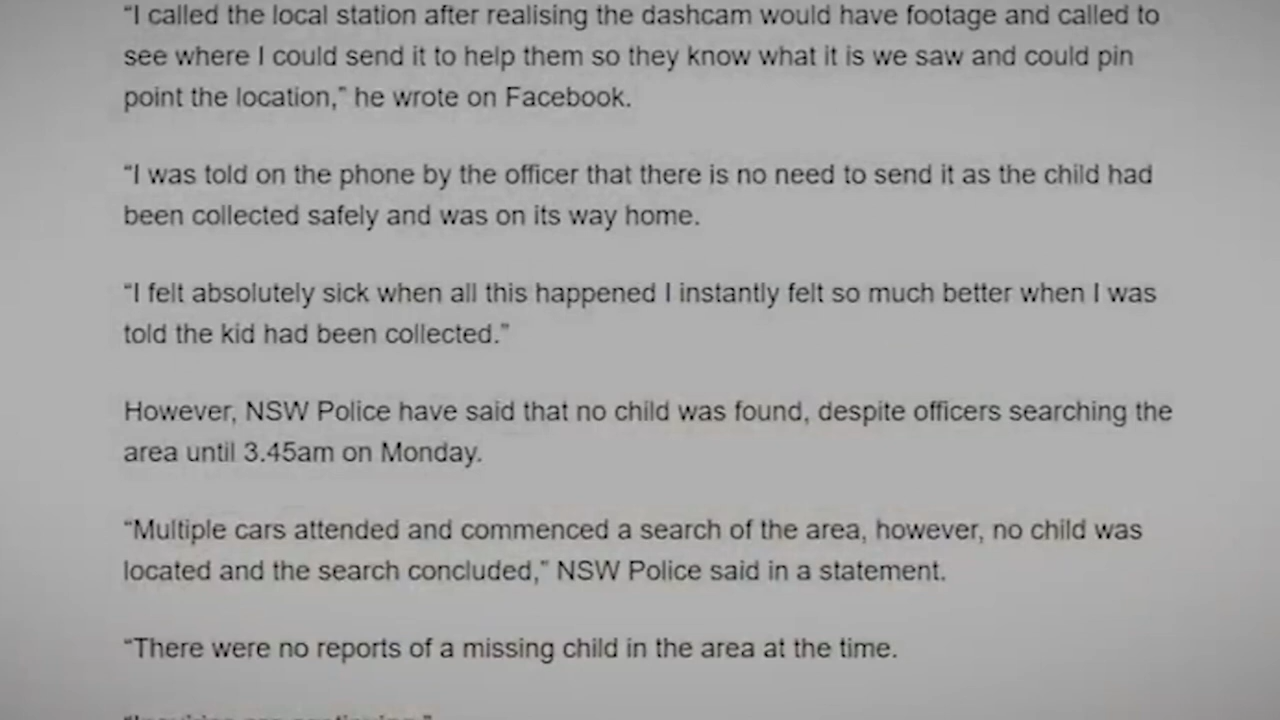 “I called the local station after realising the dashcam would have footage and called to
see where I could send it to help them so they know what it is we saw and could pin
point the location,” he wrote on Facebook.
“I was told on the phone by the officer that there is no need to send it as the child had
been collected safely and was on its way home.
“I felt absolutely sick when all this happened I instantly felt so much better when I was
told the kid had been collected.”
However, NSW Police have said that no child was found, despite officers searching the
area until 3.45am on Monday.
“Multiple cars attended and commenced a search of the area, however, no child was
located and the search concluded,” NSW Police said in a statement.
“There were no reports of a missing child in the area at the time.